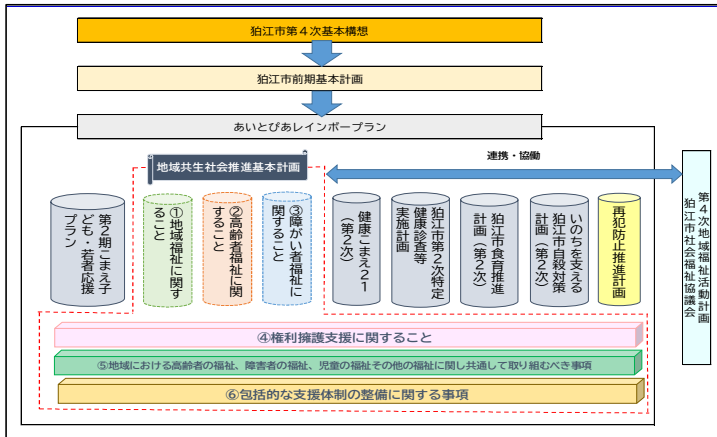 狛江市第４次基本構想
狛江市前期基本計画
あいとぴあレインボープラン
地域共生社会推進基本計画
連携・協働
第２期こまえ子
ども・若者応援
プラン
①地域福祉に関す
ること
②高齢者福祉に関
すること
③障がい者福祉に
関すること
健康こまえ２１
（第２次）
狛江市第２次特定
健康診査等
実施計画
狛江市食育推進
計画（第２次）
いのちを支える
狛江市自殺対策
計画（第２次）
再犯防止推進計画
第４次地域福祉活動計画
狛江市社会福祉協議会
④権利擁護支援に関すること
⑤地域における高齢者の福祉、障害者の福祉、児童の福祉その他の福祉に関し共通して取り組むべき事項
⑥包括的な支援体制の整備に関する事項